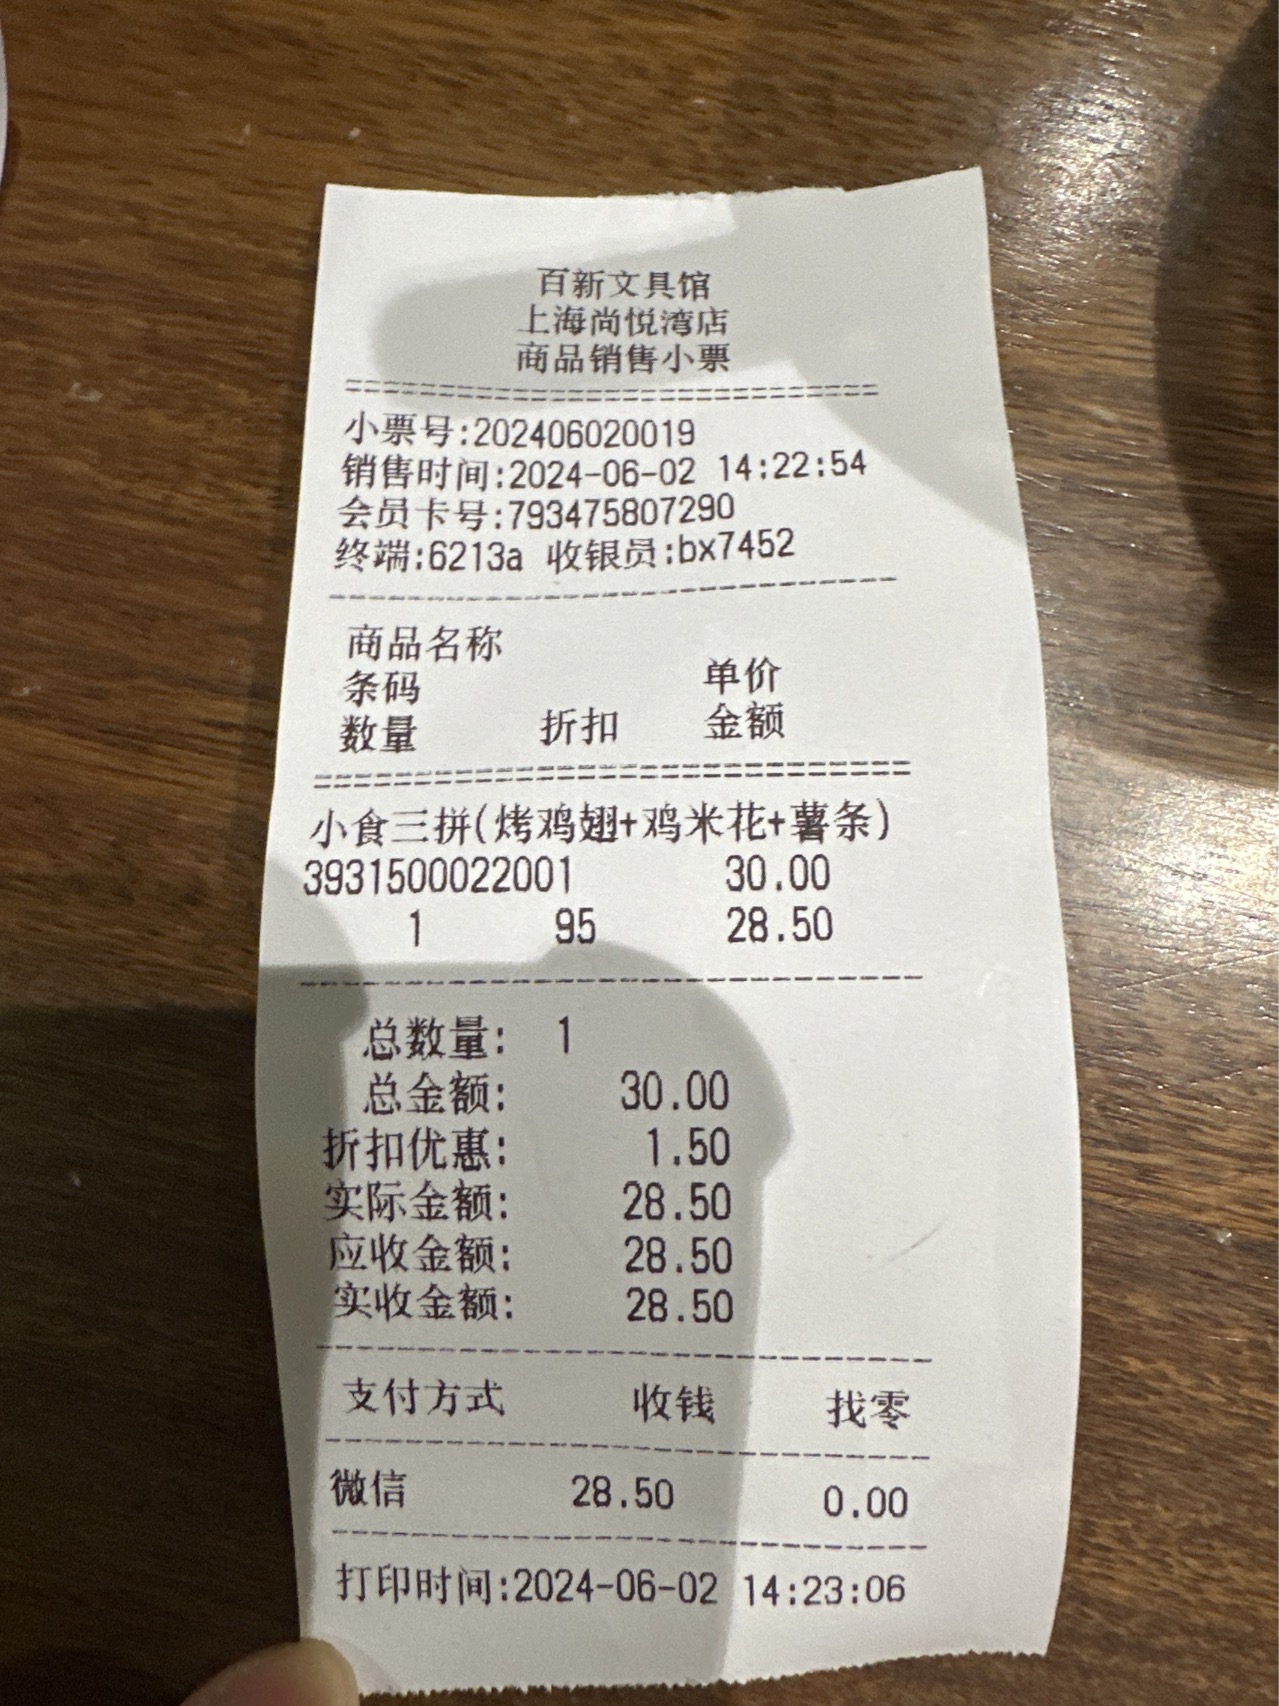 百新文具馆
上海尚悦湾店
商品销售小票
================================
小票号:202406020019
销售时间:2024-06-02 14:22:54
会员卡号:793475807290
终端:6213a 收银员:bx7452
--------------------------------
商品名称
条码 单价
数量 折扣 金额
================================
小食三拼(烤鸡翅+鸡米花+薯条)
3931500022001 30.00
1 95 28.50
--------------------------------
总数量: 1
总金额: 30.00
折扣优惠: 1.50
实际金额: 28.50
应收金额: 28.50
实收金额: 28.50
--------------------------------
支付方式 收钱 找零
--------------------------------
微信 28.50 0.00
--------------------------------
打印时间:2024-06-02 14:23:06